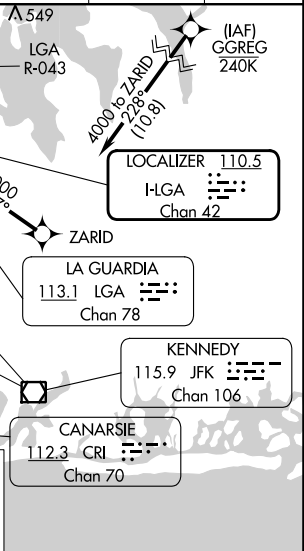 549
LGA
R-043
(IAF)
GGREG
240K
4000 to ZARID
228°
(10.8)
LOCALIZER 110.5
I-LGA
Chan 42
ZARID
LA GUARDIA
113.1 LGA
Chan 78
KENNEDY
115.9 JFK
Chan 106
CANARSIE
112.3 CRI
Chan 70